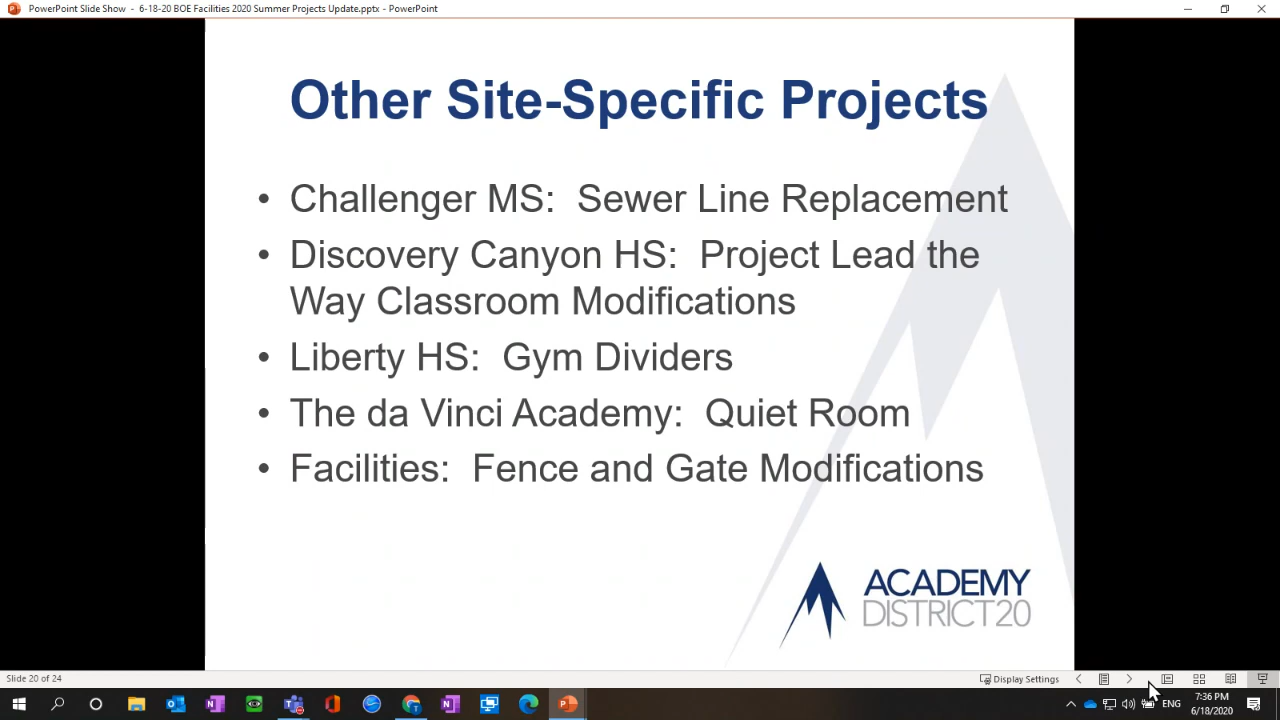 PowerPoint Slide Show - 6-18-20 BOE Facilities 2020 Summer Projects Update.pptx - PowerPoint
Other Site-Specific Projects
• Challenger MS: Sewer Line Replacement
• Discovery Canyon HS: Project Lead the
Way Classroom Modifications
• Liberty HS: Gym Dividers
• The da Vinci Academy: Quiet Room
• Facilities: Fence and Gate Modifications
ACADEMY
DISTRICT20
Slide 20 of 24
Display Settings
7:36 PM
ENG
6/18/2020